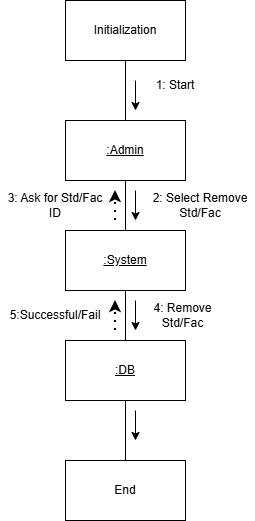 Initialization
1: Start
:Admin
3: Ask for Std/Fac
ID
2: Select Remove
Std/Fac
:System
5:Successful/Fail
4: Remove
Std/Fac
:DB
End